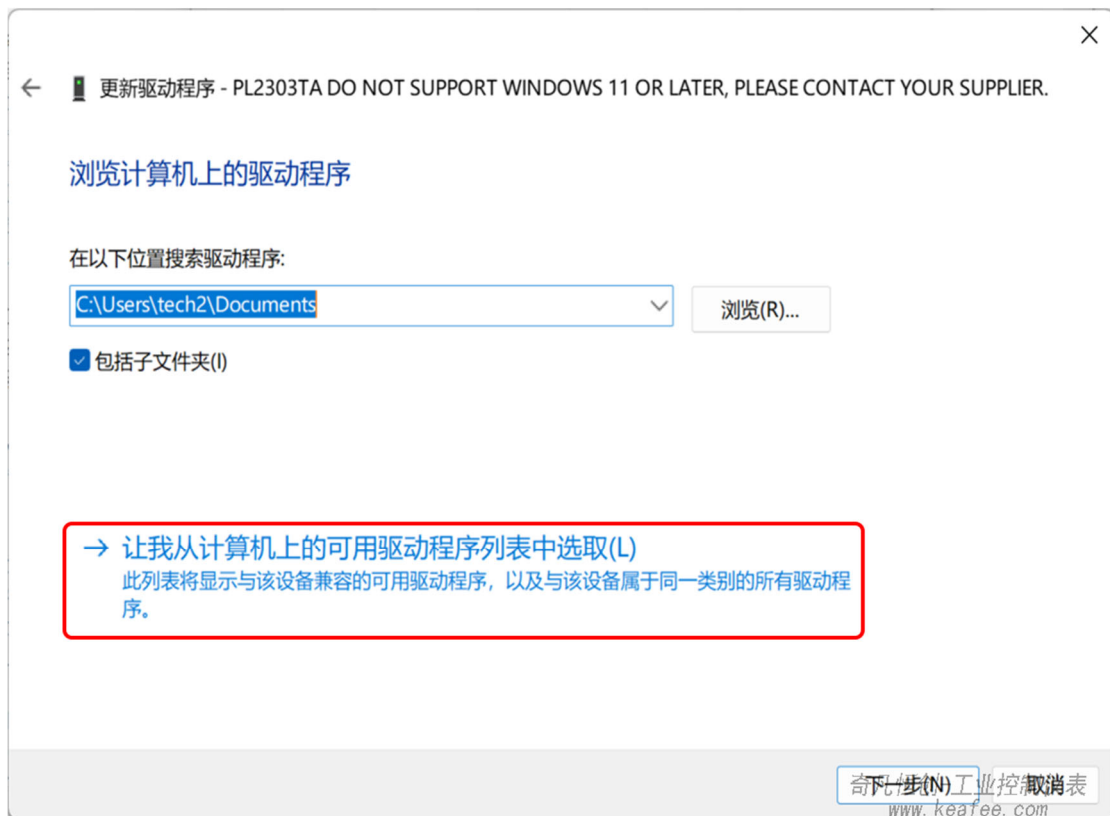 更新驱动程序 - PL2303TA DO NOT SUPPORT WINDOWS 11 OR LATER, PLEASE CONTACT YOUR SUPPLIER.
浏览计算机上的驱动程序
在以下位置搜索驱动程序:
C:\Users\tech2\Documents
浏览(R)...
包括子文件夹(I)
→ 让我从计算机上的可用驱动程序列表中选取(L)
此列表将显示与该设备兼容的可用驱动程序，以及与该设备属于同一类别的所有驱动程
序。
下一步(N)
取消
www.keafee.com